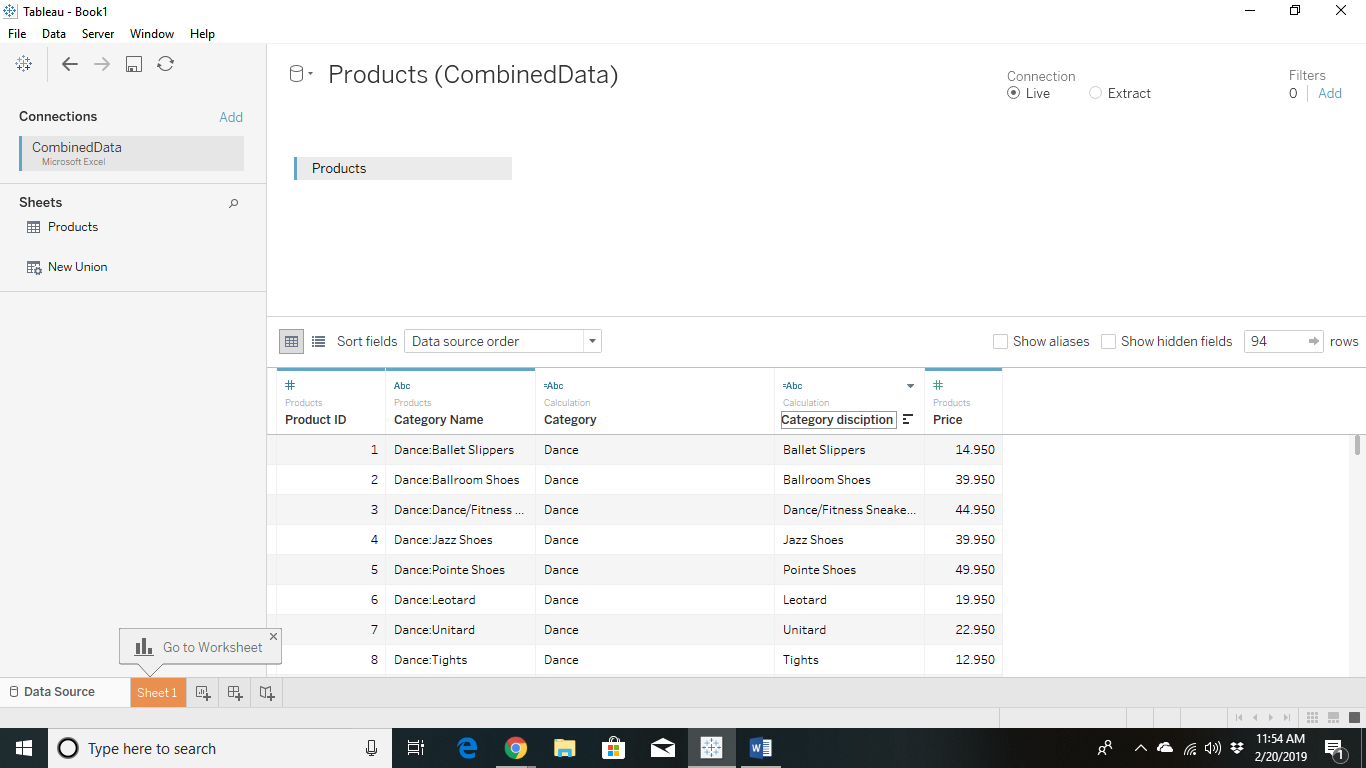 Tableau - Book1
File Data Server Window Help
Connections Add
CombinedData
Microsoft Excel
Sheets
Products
New Union
Products (CombinedData)
Connection
Live Extract
Filters
0 Add
Products
Sort fields Data source order Show aliases Show hidden fields 94 rows
# Abc =Abc =Abc #
Products Products Calculation Calculation Products
Product ID Category Name Category Category disciption Price
1 Dance:Ballet Slippers Dance Ballet Slippers 14.950
2 Dance:Ballroom Shoes Dance Ballroom Shoes 39.950
3 Dance:Dance/Fitness ... Dance Dance/Fitness Sneake... 44.950
4 Dance:Jazz Shoes Dance Jazz Shoes 39.950
5 Dance:Pointe Shoes Dance Pointe Shoes 49.950
6 Dance:Leotard Dance Leotard 19.950
7 Dance:Unitard Dance Unitard 22.950
8 Dance:Tights Dance Tights 12.950
Go to Worksheet
Data Source Sheet 1
Type here to search
11:54 AM
2/20/2019
1